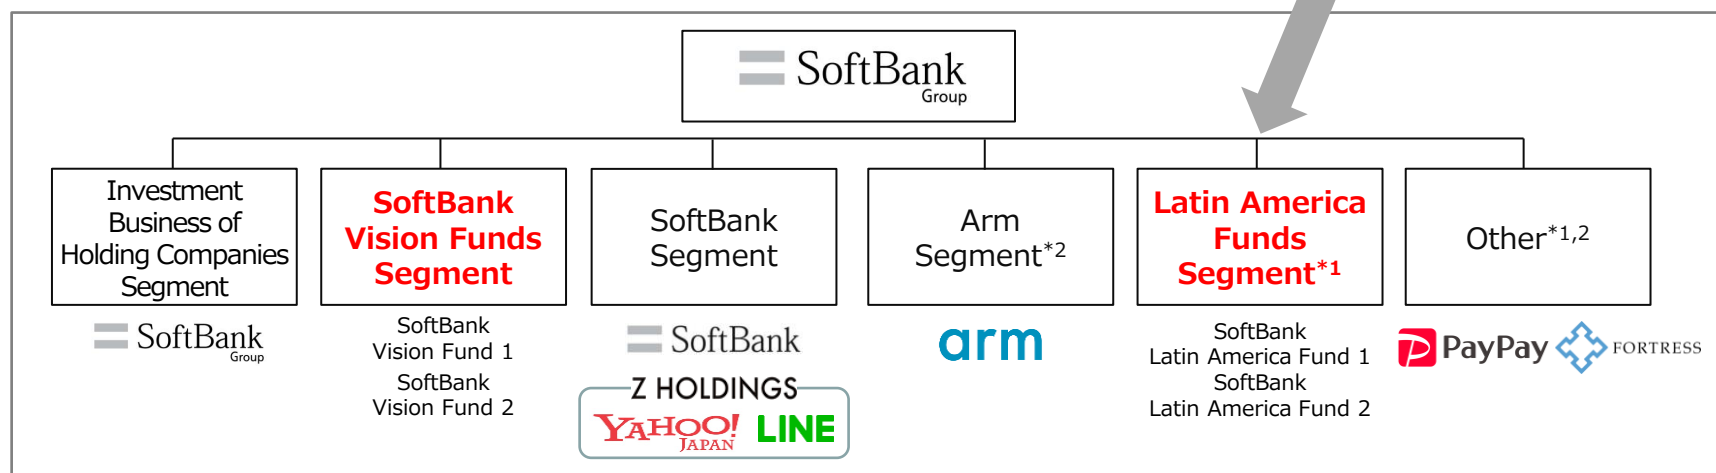 SoftBank
Group
Investment
Business of
Holding Companies
Segment
SoftBank
Group
SoftBank
Vision Funds
Segment
SoftBank
Vision Fund 1
SoftBank
Vision Fund 2
SoftBank
Segment
SoftBank
Z HOLDINGS
YAHOO!
JAPAN
LINE
Arm
Segment*2
arm
Latin America
Funds
Segment*1
SoftBank
Latin America Fund 1
SoftBank
Latin America Fund 2
Other*1,2
PayPay
FORTRESS